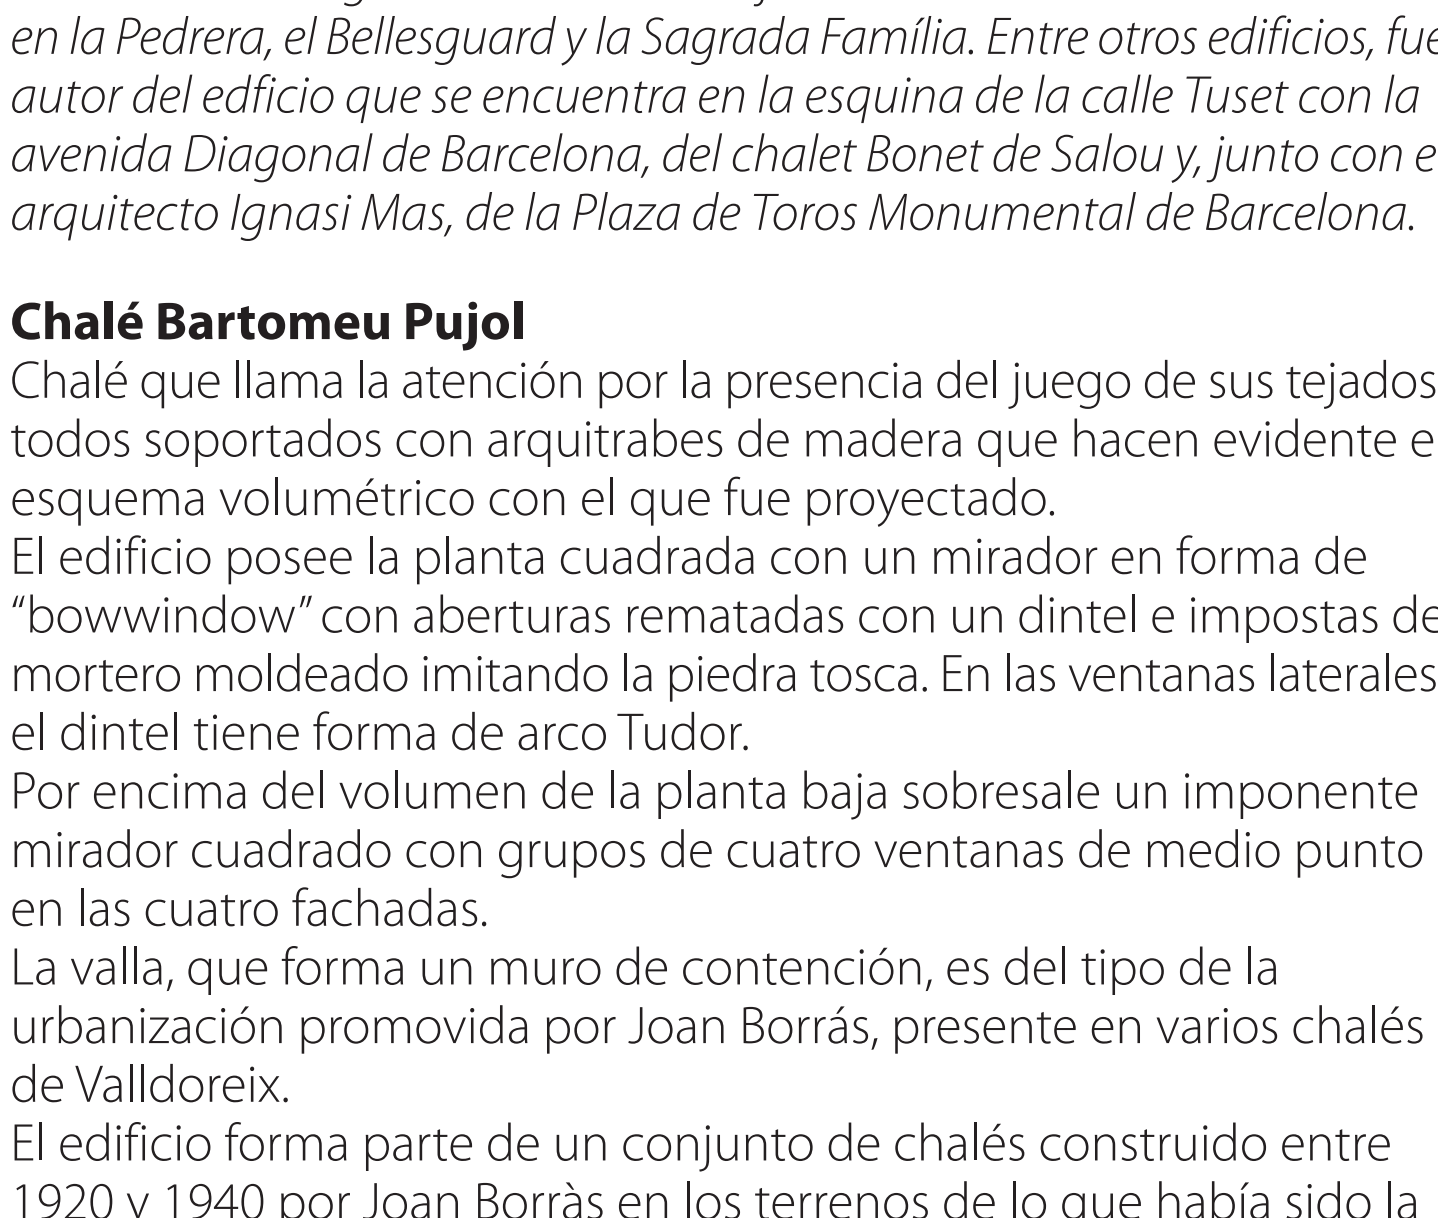 en la Pedrera, el Bellesguard y la Sagrada Família. Entre otros edificios, fue
autor del edficio que se encuentra en la esquina de la calle Tuset con la
avenida Diagonal de Barcelona, del chalet Bonet de Salou y, junto con e
arquitecto Ignasi Mas, de la Plaza de Toros Monumental de Barcelona.
Chalé Bartomeu Pujol
Chalé que llama la atención por la presencia del juego de sus tejados
todos soportados con arquitrabes de madera que hacen evidente e
esquema volumétrico con el que fue proyectado.
El edificio posee la planta cuadrada con un mirador en forma de
“bowwindow” con aberturas rematadas con un dintel e impostas de
mortero moldeado imitando la piedra tosca. En las ventanas laterales
el dintel tiene forma de arco Tudor.
Por encima del volumen de la planta baja sobresale un imponente
mirador cuadrado con grupos de cuatro ventanas de medio punto
en las cuatro fachadas.
La valla, que forma un muro de contención, es del tipo de la
urbanización promovida por Joan Borrás, presente en varios chalés
de Valldoreix.
El edificio forma parte de un conjunto de chalés construido entre
1920 y 1940 por Joan Borràs en los terrenos de lo que había sido la